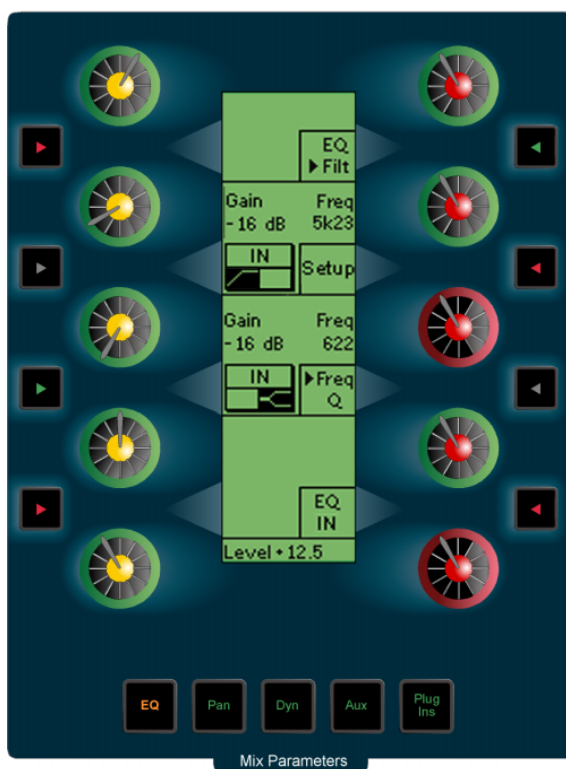 EQ
Filt
Gain Freq
-16 dB 5k23
IN
Setup
Gain Freq
-16 dB 622
IN
Freq
Q
EQ
IN
Level +12.5
EQ Pan Dyn Aux Plug Ins
Mix Parameters